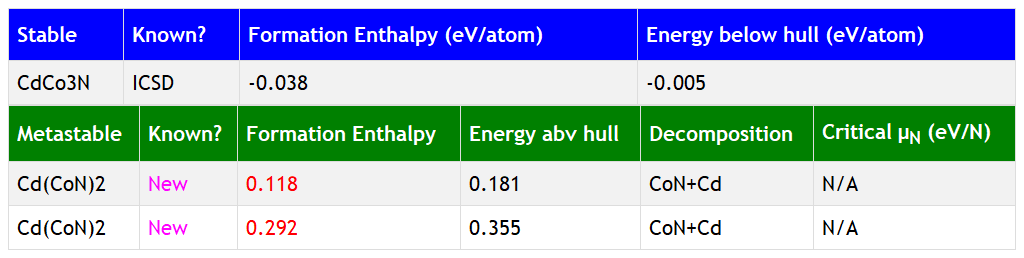 Stable Known? Formation Enthalpy (eV/atom) Energy below hull (eV/atom)
CdCo3N ICSD -0.038 -0.005
Metastable Known? Formation Enthalpy Energy abv hull Decomposition Critical μN (eV/N)
Cd(CoN)2 New 0.118 0.181 CoN+Cd N/A
Cd(CoN)2 New 0.292 0.355 CoN+Cd N/A